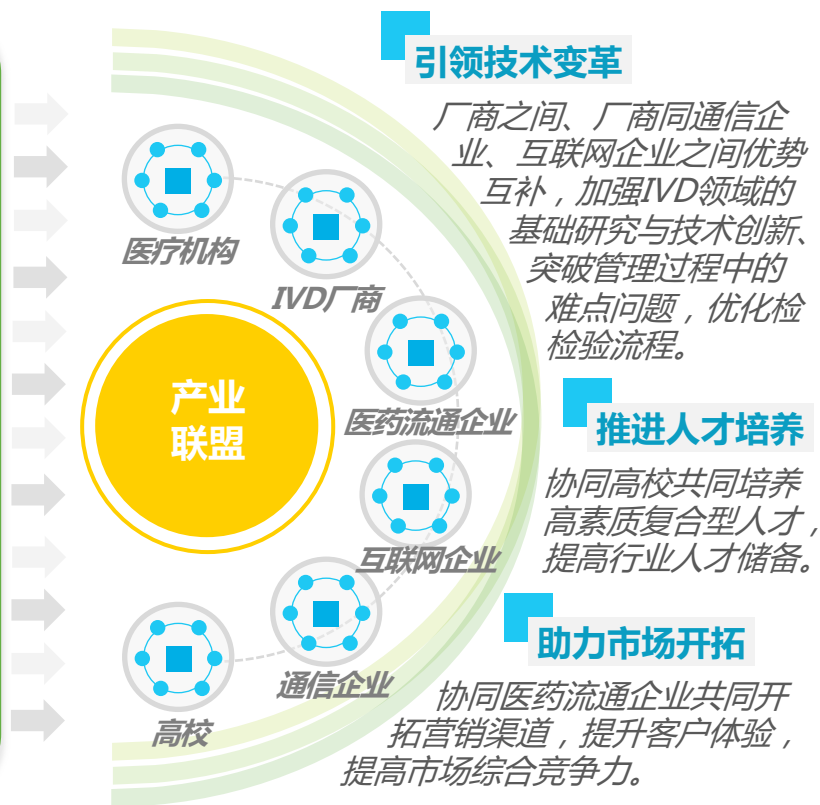 引领技术变革
厂商之间、厂商同通信企
业、互联网企业之间优势
互补，加强IVD领域的
基础研究与技术创新、
突破管理过程中的
难点问题，优化检
检验流程。
医疗机构
IVD厂商
产业
联盟
医药流通企业
互联网企业
通信企业
高校
推进人才培养
协同高校共同培养
高素质复合型人才，
提高行业人才储备。
助力市场开拓
协同医药流通企业共同开
拓营销渠道，提升客户体验，
提高市场综合竞争力。